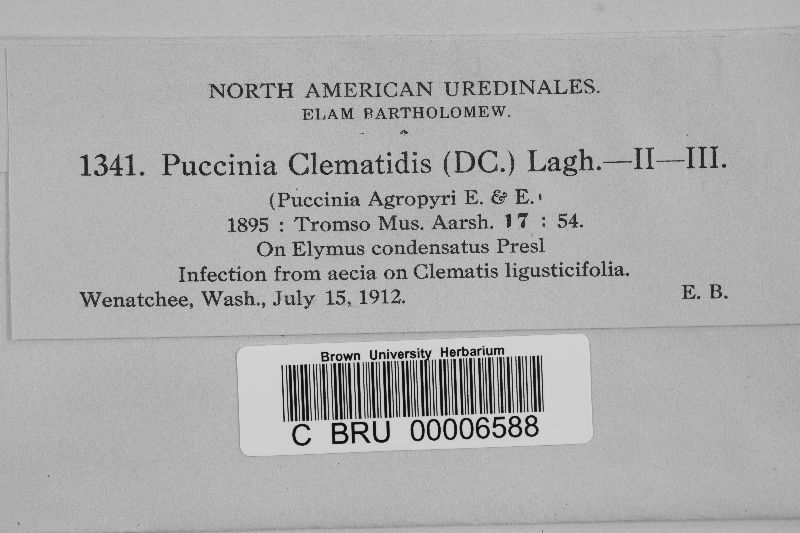 NORTH AMERICAN UREDINALES.
ELAM BARTHOLOMEW.
1341. Puccinia Clematidis (DC.) Lagh.—II—III.
(Puccinia Agropyri E. & E.)
1895 : Tromso Mus. Aarsh. 17 : 54.
On Elymus condensatus Presl
Infection from aecia on Clematis ligusticifolia.
Wenatchee, Wash., July 15, 1912. E. B.
Brown University Herbarium
C BRU 00006588